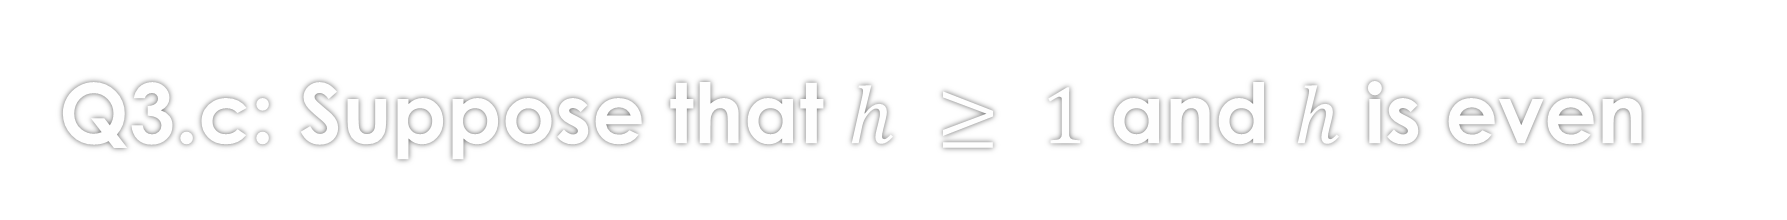 Q3.c: Suppose that ℎ ≥ 1 and ℎ is even